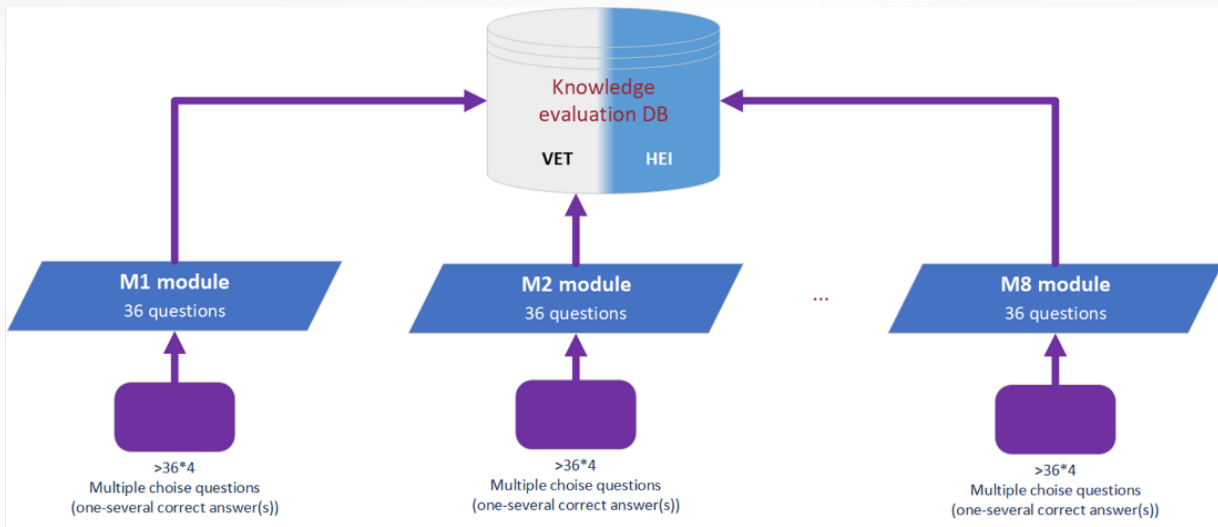 Knowledge
evaluation DB
VET
HEI
M1 module
36 questions
M2 module
36 questions
...
M8 module
36 questions
>36*4
Multiple choise questions
(one-several correct answer(s))
>36*4
Multiple choise questions
(one-several correct answer(s))
>36*4
Multiple choise questions
(one-several correct answer(s))